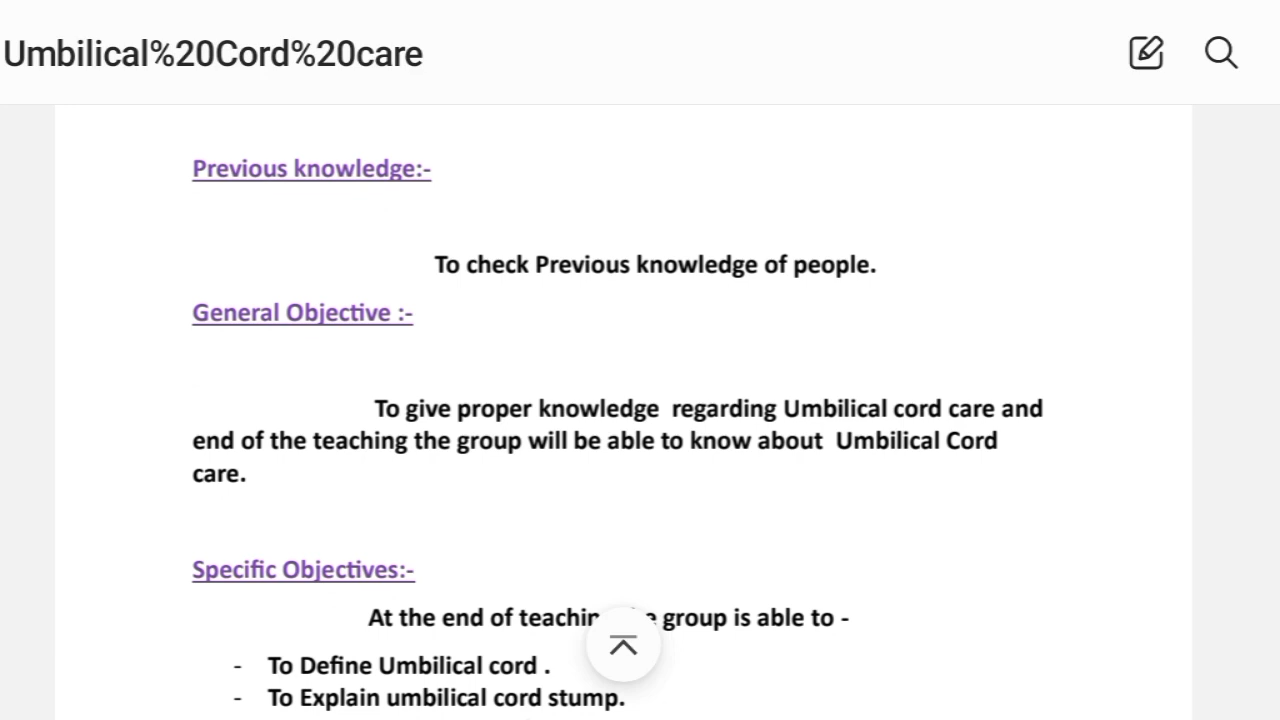 Umbilical%20Cord%20care
Previous knowledge:-
To check Previous knowledge of people.
General Objective :-
To give proper knowledge regarding Umbilical cord care and
end of the teaching the group will be able to know about Umbilical Cord
care.
Specific Objectives:-
At the end of group is able to -
- To Define Umbilical cord .
- To Explain umbilical cord stump.